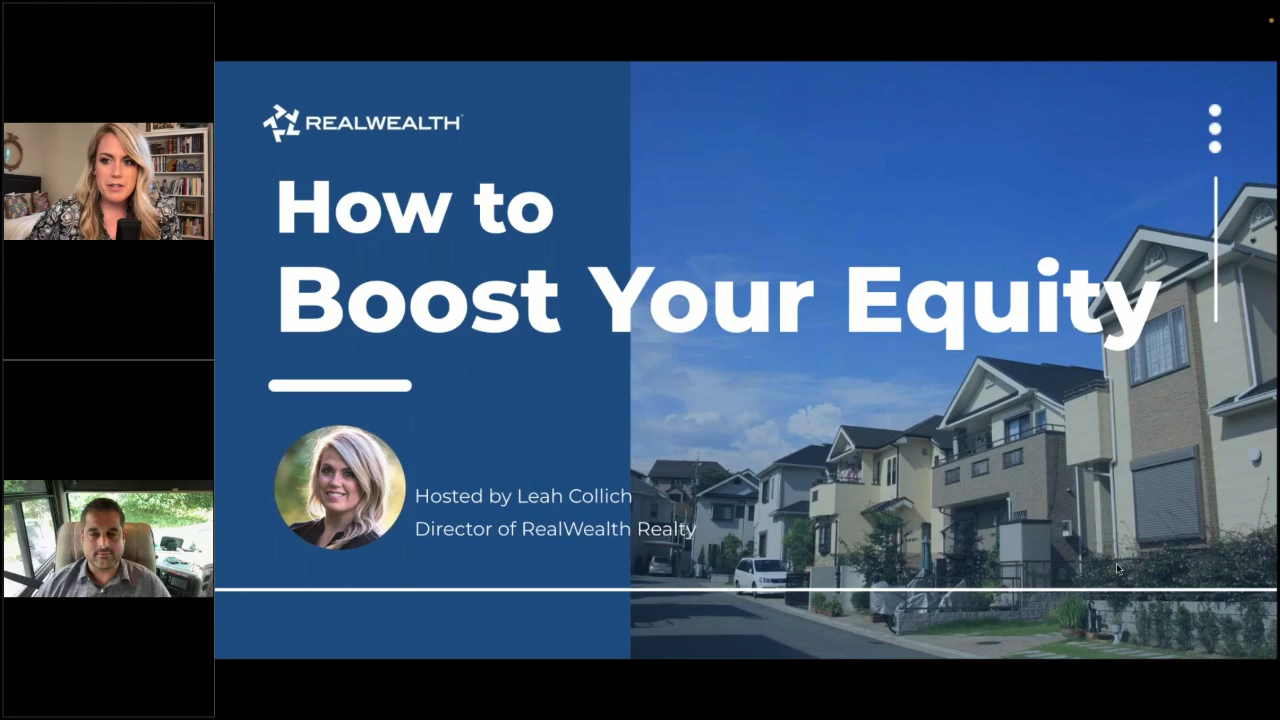 REALWEALTH
How to
Boost Your Equity
Hosted by Leah Collich
Director of RealWealth Realty